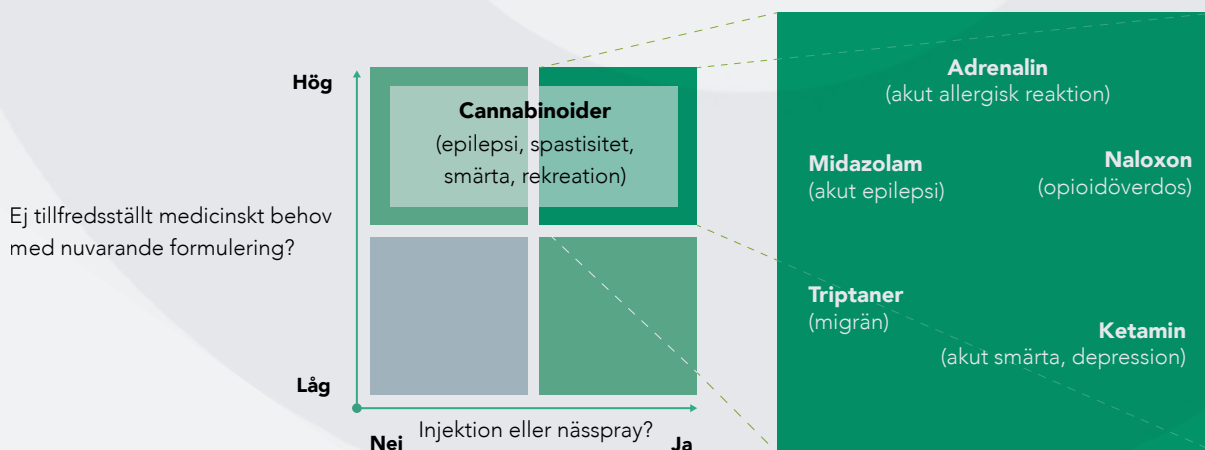 Hög
Cannabinoider
(epilepsi, spastisitet,
smärta, rekreation)
Ej tillfredsställt medicinskt behov
med nuvarande formulering?
Låg
Nei
Injektion eller nässpray?
Ja
Adrenalin
(akut allergisk reaktion)
Midazolam
(akut epilepsi)
Naloxon
(opioidöverdos)
Triptaner
(migrän)
Ketamin
(akut smärta, depression)